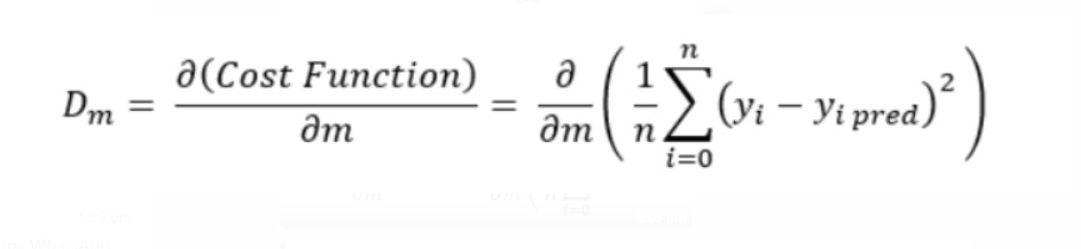 D_m = ∂(Cost Function)/∂m = ∂/∂m (1/n ∑_{i=0}^{n} (y_i − y_{i pred})^2)